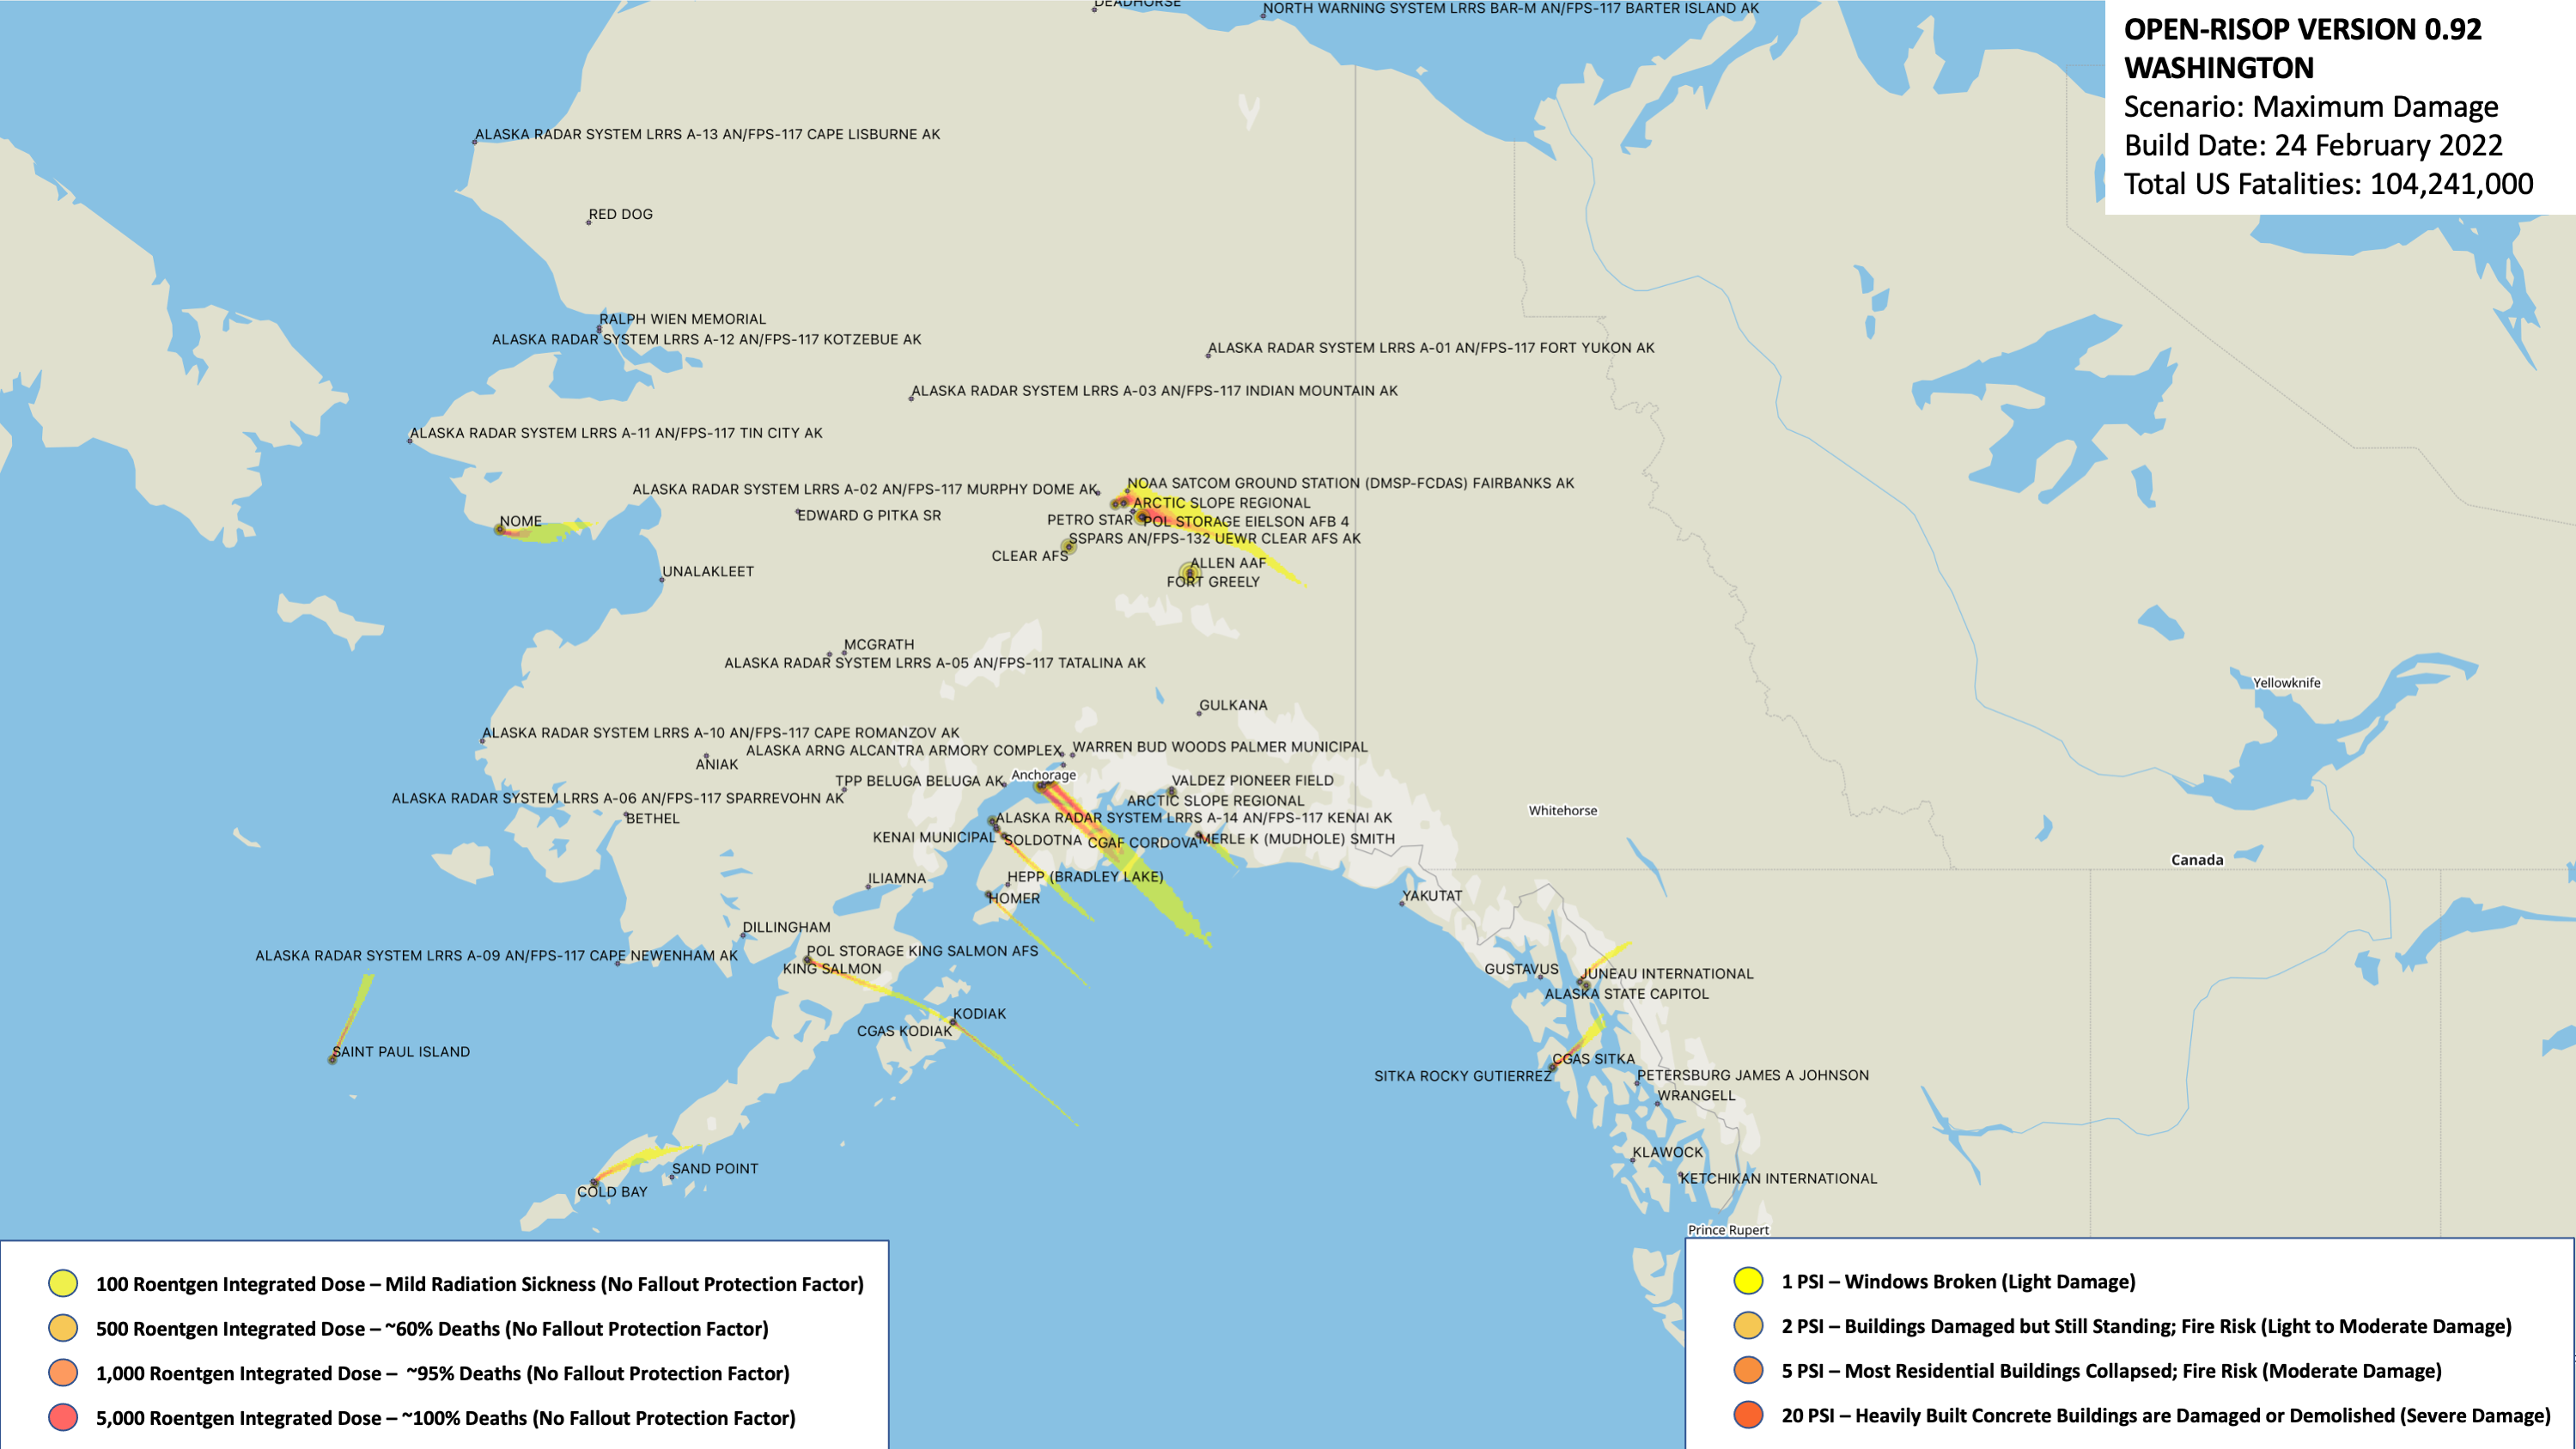 DEADHORSE
NORTH WARNING SYSTEM LRRS BAR-M AN/FPS-117 BARTER ISLAND AK
OPEN-RISOP VERSION 0.92
WASHINGTON
Scenario: Maximum Damage
Build Date: 24 February 2022
Total US Fatalities: 104,241,000
ALASKA RADAR SYSTEM LRRS A-13 AN/FPS-117 CAPE LISBURNE AK
RED DOG
RALPH WIEN MEMORIAL
ALASKA RADAR SYSTEM LRRS A-12 AN/FPS-117 KOTZEBUE AK
ALASKA RADAR SYSTEM LRRS A-01 AN/FPS-117 FORT YUKON AK
ALASKA RADAR SYSTEM LRRS A-03 AN/FPS-117 INDIAN MOUNTAIN AK
ALASKA RADAR SYSTEM LRRS A-11 AN/FPS-117 TIN CITY AK
NOAA SATCOM GROUND STATION (DMSP-FCDAS) FAIRBANKS AK
ALASKA RADAR SYSTEM LRRS A-02 AN/FPS-117 MURPHY DOME AK
ARCTIC SLOPE REGIONAL
EDWARD G PITKA SR
PETRO STAR
POL STORAGE EIELSON AFB 4
NOME
SSPARS AN/FPS-132 UEWR CLEAR AFS AK
CLEAR AFS
ALLEN AAF
UNALAKLEET
FORT GREELY
MCGRATH
ALASKA RADAR SYSTEM LRRS A-05 AN/FPS-117 TATALINA AK
Yellowknife
GULKANA
ALASKA RADAR SYSTEM LRRS A-10 AN/FPS-117 CAPE ROMANZOV AK
ALASKA ARNG ALCANTRA ARMORY COMPLEX
WARREN BUD WOODS PALMER MUNICIPAL
ANIAK
Anchorage
TPP BELUGA BELUGA AK
VALDEZ PIONEER FIELD
ALASKA RADAR SYSTEM LRRS A-06 AN/FPS-117 SPARREVOHN AK
ARCTIC SLOPE REGIONAL
Whitehorse
BETHEL
ALASKA RADAR SYSTEM LRRS A-14 AN/FPS-117 KENAI AK
KENAI MUNICIPAL
SOLDOTNA
CGAF CORDOVA
MERLE K (MUDHOLE) SMITH
Canada
ILIAMNA
HEPP (BRADLEY LAKE)
HOMER
YAKUTAT
DILLINGHAM
POL STORAGE KING SALMON AFS
ALASKA RADAR SYSTEM LRRS A-09 AN/FPS-117 CAPE NEWENHAM AK
KING SALMON
GUSTAVUS
JUNEAU INTERNATIONAL
ALASKA STATE CAPITOL
KODIAK
CGAS KODIAK
SAINT PAUL ISLAND
CGAS SITKA
SITKA ROCKY GUTIERREZ
PETERSBURG JAMES A JOHNSON
WRANGELL
KLAWOCK
SAND POINT
KETCHIKAN INTERNATIONAL
COLD BAY
Prince Rupert
100 Roentgen Integrated Dose – Mild Radiation Sickness (No Fallout Protection Factor)
500 Roentgen Integrated Dose – ~60% Deaths (No Fallout Protection Factor)
1,000 Roentgen Integrated Dose – ~95% Deaths (No Fallout Protection Factor)
5,000 Roentgen Integrated Dose – ~100% Deaths (No Fallout Protection Factor)
1 PSI – Windows Broken (Light Damage)
2 PSI – Buildings Damaged but Still Standing; Fire Risk (Light to Moderate Damage)
5 PSI – Most Residential Buildings Collapsed; Fire Risk (Moderate Damage)
20 PSI – Heavily Built Concrete Buildings are Damaged or Demolished (Severe Damage)